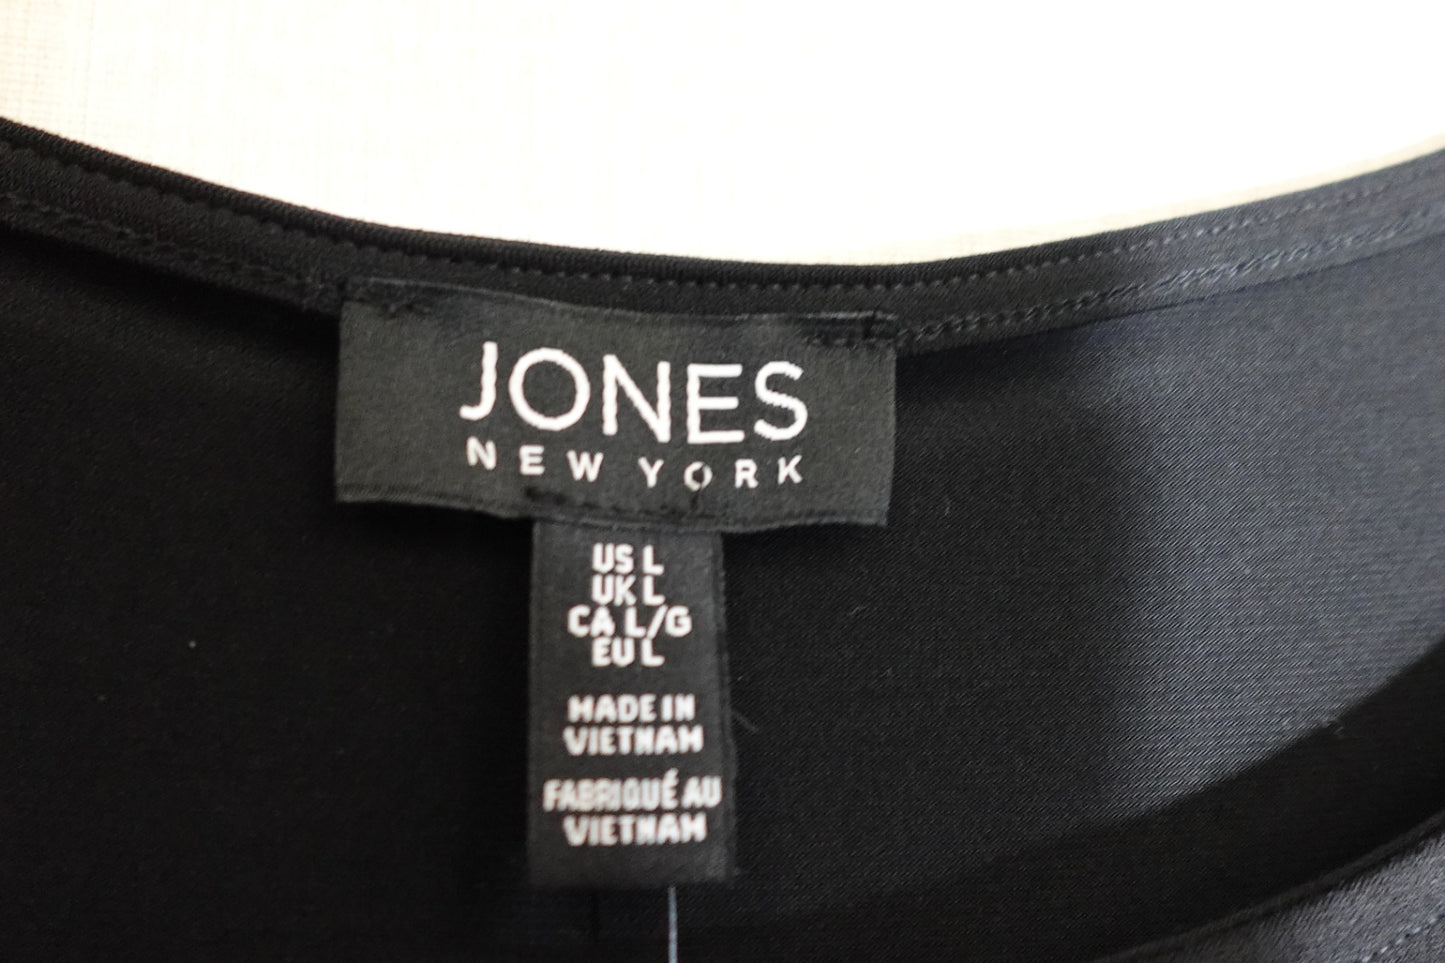 JONES
NEW YORK
US L
UK L
CA L/G
EU L
MADE IN
VIETNAM
FABRIQUÉ AU
VIETNAM